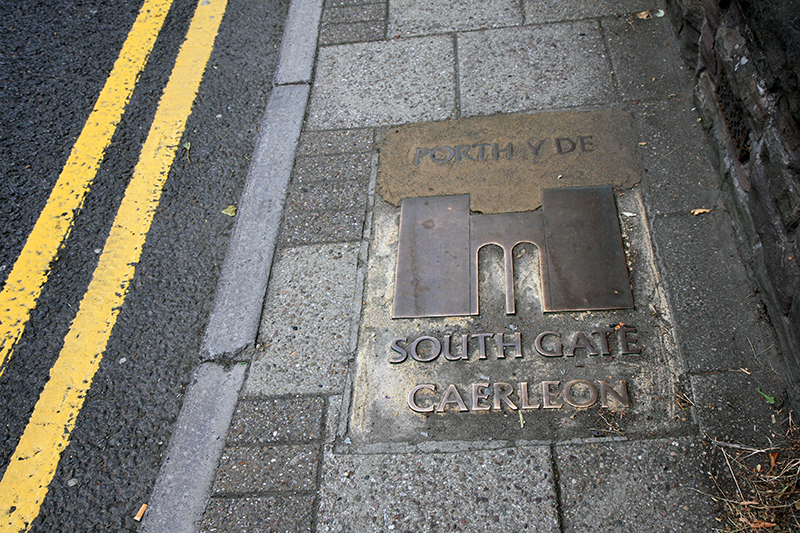 PORTH Y DE
SOUTH GATE
CAERLEON